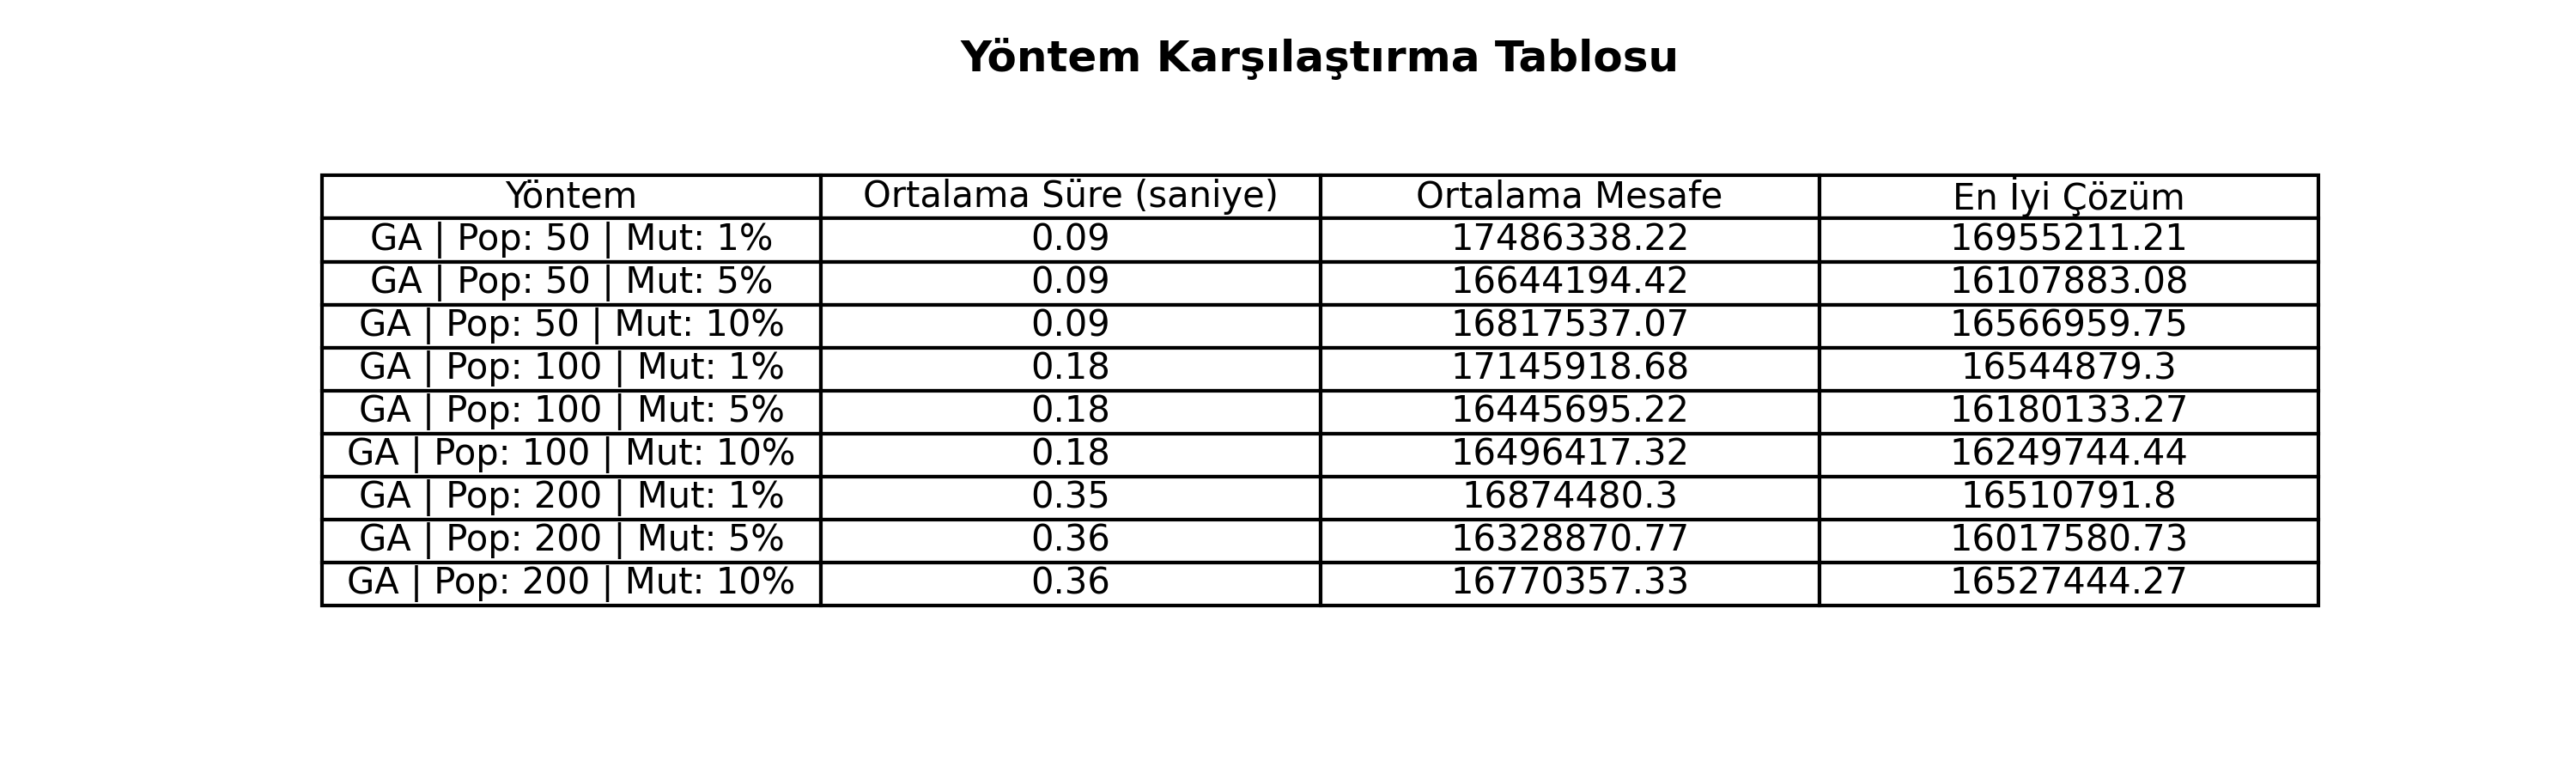 Yöntem Karşılaştırma Tablosu
Yöntem Ortalama Süre (saniye) Ortalama Mesafe En İyi Çözüm
GA | Pop: 50 | Mut: 1% 0.09 17486338.22 16955211.21
GA | Pop: 50 | Mut: 5% 0.09 16644194.42 16107883.08
GA | Pop: 50 | Mut: 10% 0.09 16817537.07 16566959.75
GA | Pop: 100 | Mut: 1% 0.18 17145918.68 16544879.3
GA | Pop: 100 | Mut: 5% 0.18 16445695.22 16180133.27
GA | Pop: 100 | Mut: 10% 0.18 16496417.32 16249744.44
GA | Pop: 200 | Mut: 1% 0.35 16874480.3 16510791.8
GA | Pop: 200 | Mut: 5% 0.36 16328870.77 16017580.73
GA | Pop: 200 | Mut: 10% 0.36 16770357.33 16527444.27